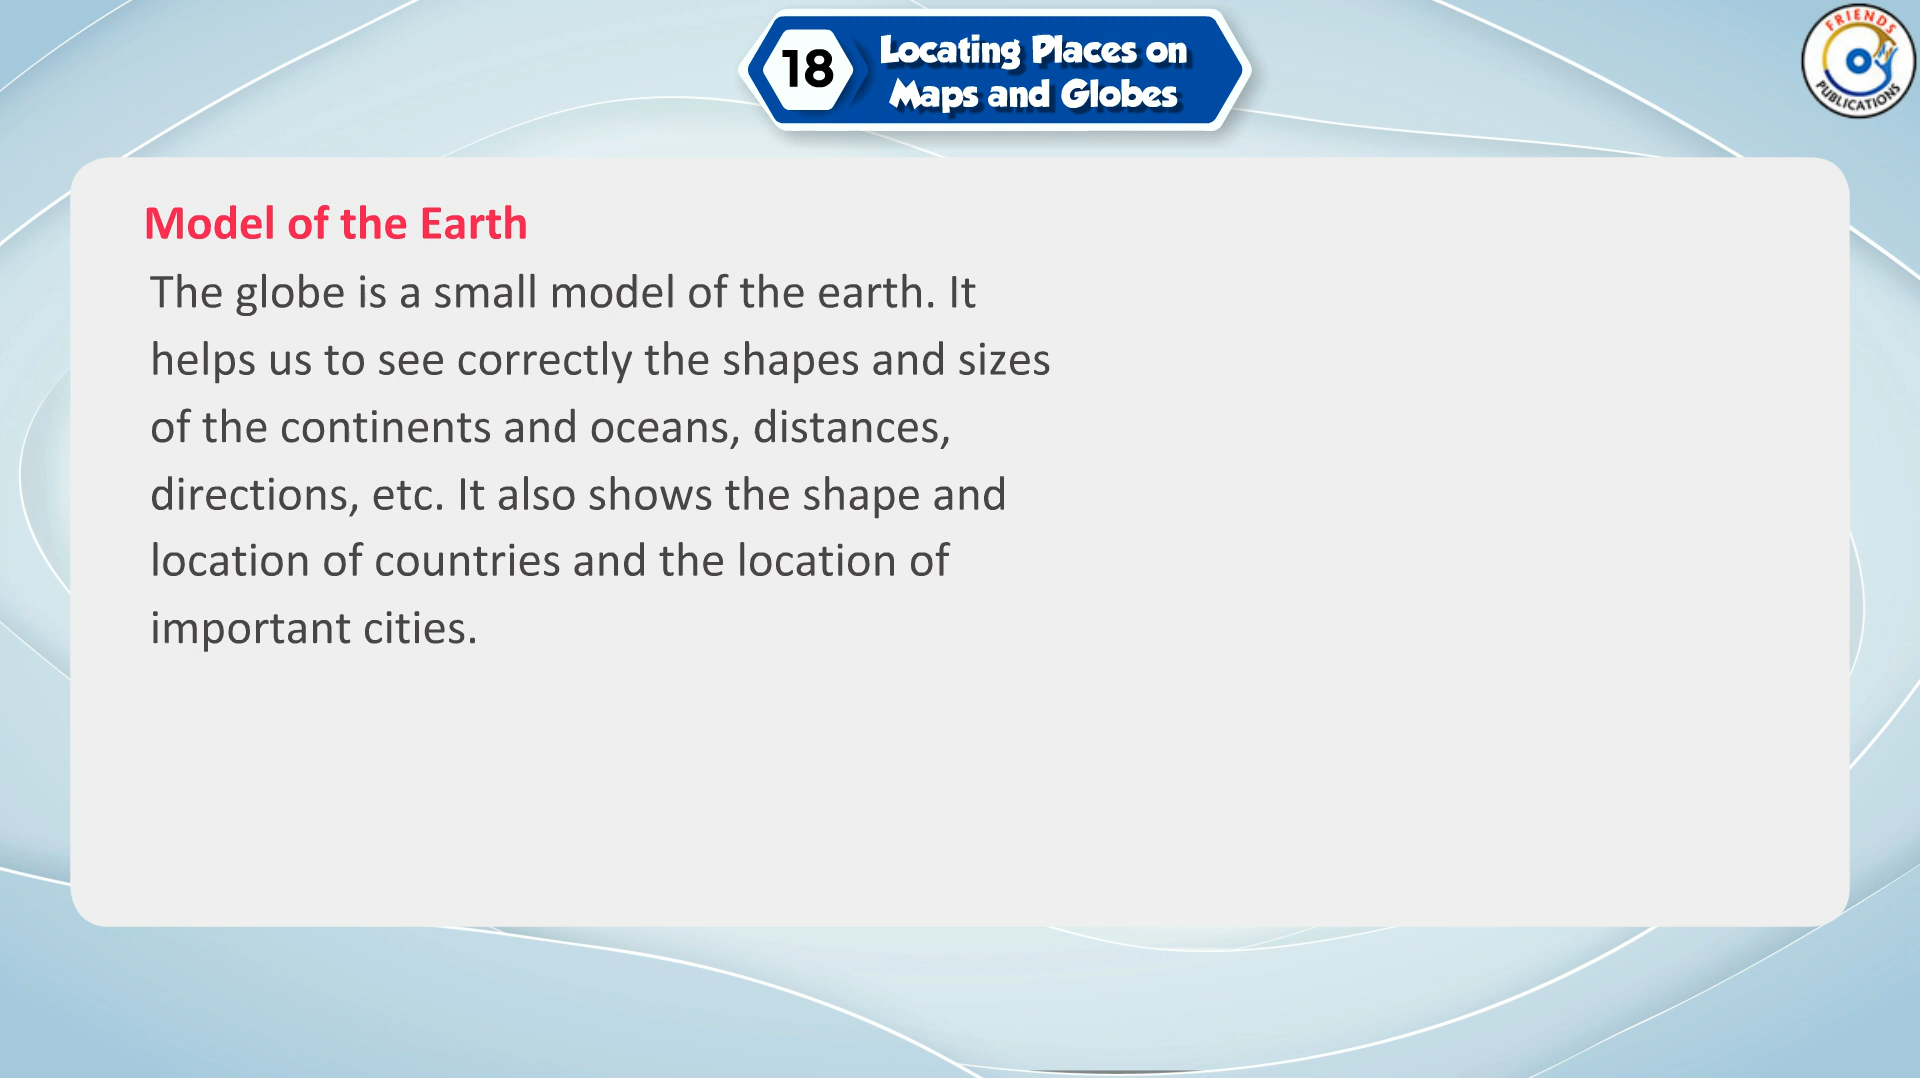 18
Locating Places on
Maps and Globes
FRIENDS
PUBLICATIONS
Model of the Earth
The globe is a small model of the earth. It
helps us to see correctly the shapes and sizes
of the continents and oceans, distances,
directions, etc. It also shows the shape and
location of countries and the location of
important cities.